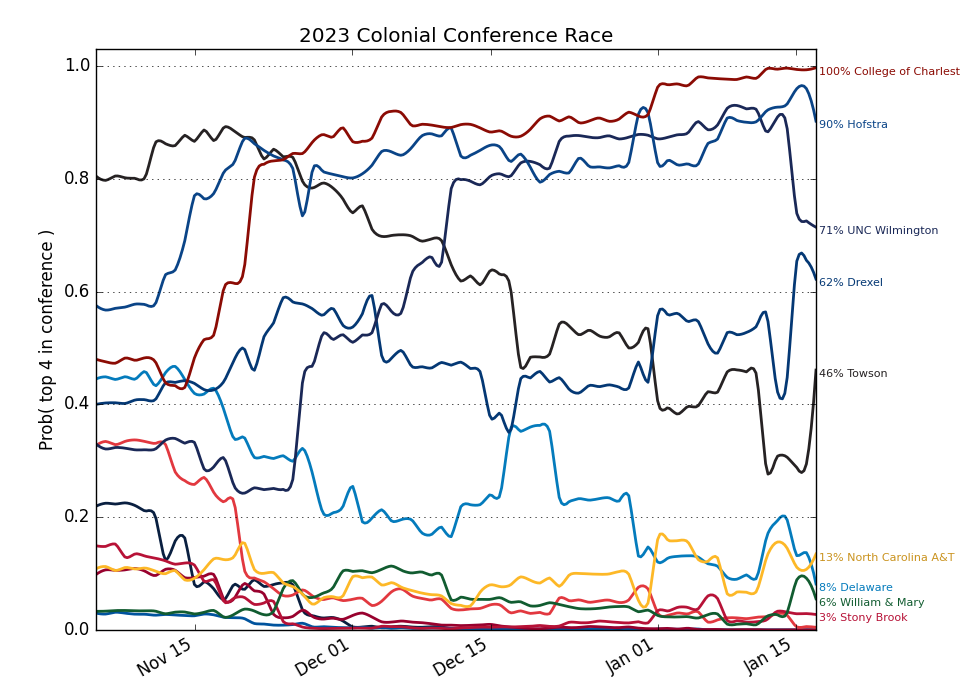 2023 Colonial Conference Race
Prob( top 4 in conference )
1.0
0.8
0.6
0.4
0.2
0.0
Nov 15
Dec 01
Dec 15
Jan 01
Jan 15
100% College of Charlest
90% Hofstra
71% UNC Wilmington
62% Drexel
46% Towson
13% North Carolina A&T
8% Delaware
6% William & Mary
3% Stony Brook